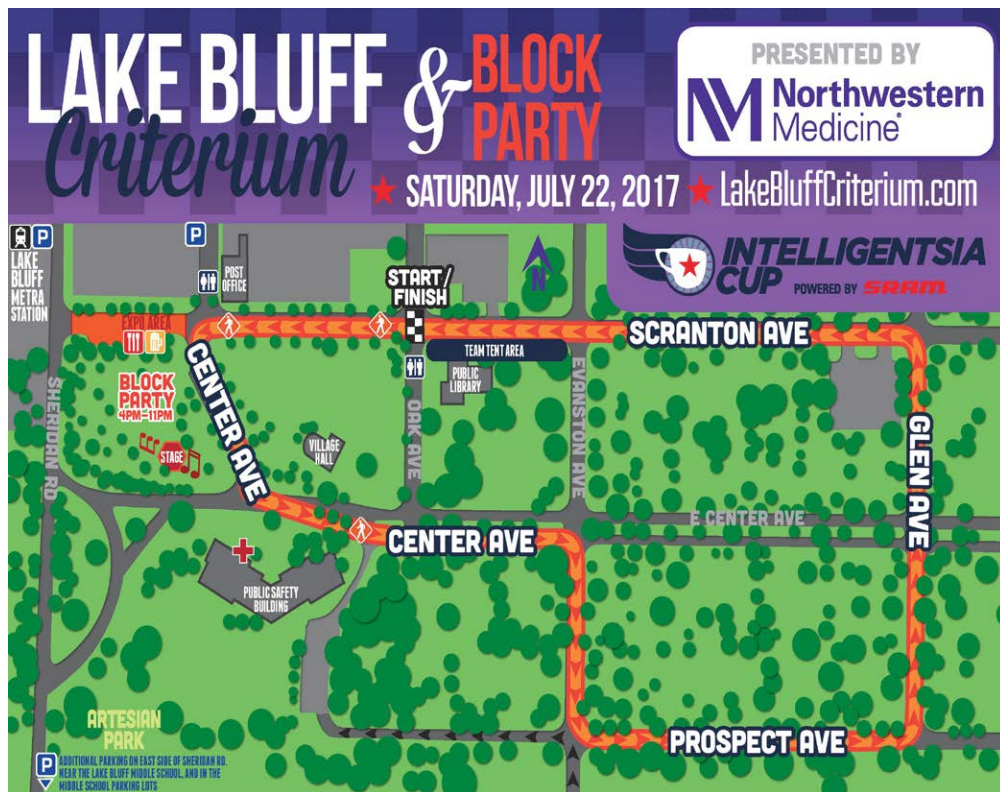 LAKE BLUFF
Criterium
&
BLOCK
PARTY
PRESENTED BY
NM Northwestern
Medicine®
★ SATURDAY, JULY 22, 2017 ★ LakeBluffCriterium.com
INTELLIGENTSIA
CUP
POWERED BY SRAM
P
LAKE
BLUFF
METRA
STATION
P
POST
OFFICE
START/
FINISH
N
EXPO AREA
SCRANTON AVE
TEAM TENT AREA
PUBLIC
LIBRARY
BLOCK
PARTY
4PM-11PM
STAGE
SHERIDAN RD
CENTER AVE
VILLAGE
HALL
OAK AVE
EVANSTON AVE
GLEN AVE
E CENTER AVE
CENTER AVE
PUBLIC SAFETY
BUILDING
ARTESIAN
PARK
PROSPECT AVE
P
ADDITIONAL PARKING ON EAST SIDE OF SHERIDAN RD.
NEAR THE LAKE BLUFF MIDDLE SCHOOL, AND IN THE
MIDDLE SCHOOL PARKING LOTS